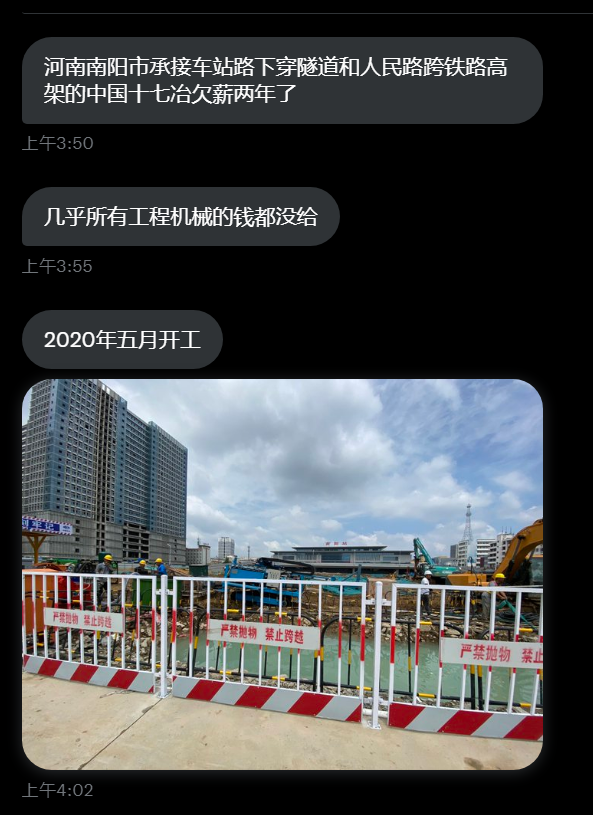 河南南阳市承接车站路下穿隧道和人民路跨铁路高
架的中国十七冶欠薪两年了
上午3:50
几乎所有工程机械的钱都没给
上午3:55
2020年五月开工
严禁抛物 禁止跨越
严禁抛物 禁止跨越
严禁抛物 禁止
上午4:02